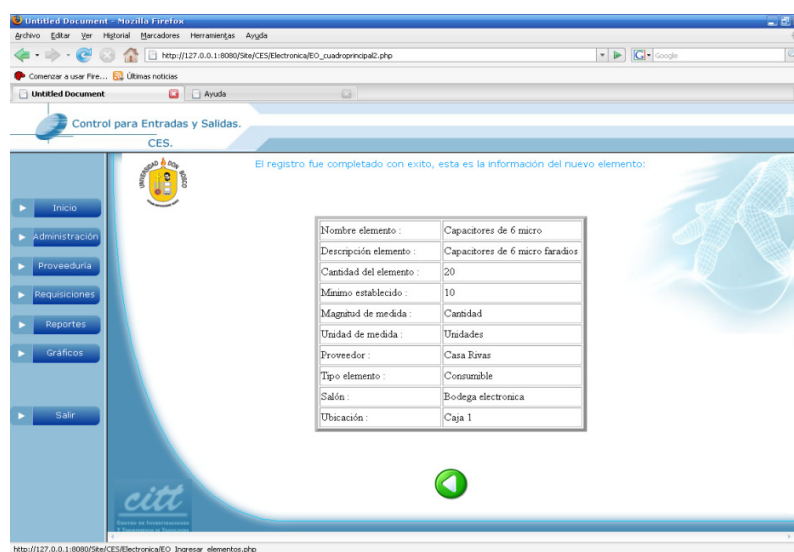 Untitled Document - Mozilla Firefox
Archivo Editar Ver Historial Marcadores Herramientas Ayuda
http://127.0.0.1:8080/Site/CES/Electronica/EO_cuadroprincipal2.php
Google
Comenzar a usar Fire... Últimas noticias
Untitled Document Ayuda
Control para Entradas y Salidas.
CES.
UNIVERSIDAD DON BOSCO
El registro fue completado con exito, esta es la información del nuevo elemento:
Inicio
Administración
Proveeduría
Requisiciones
Reportes
Gráficos
Salir
Nombre elemento : Capacitores de 6 micro
Descripción elemento : Capacitores de 6 micro faradios
Cantidad del elemento : 20
Minimo establecido : 10
Magnitud de medida : Cantidad
Unidad de medida : Unidades
Proveedor : Casa Rivas
Tipo elemento : Consumible
Salón : Bodega electronica
Ubicación : Caja 1
citt
http://127.0.0.1:8080/Site/CES/Electronica/EO_Ingresar_elementos.php